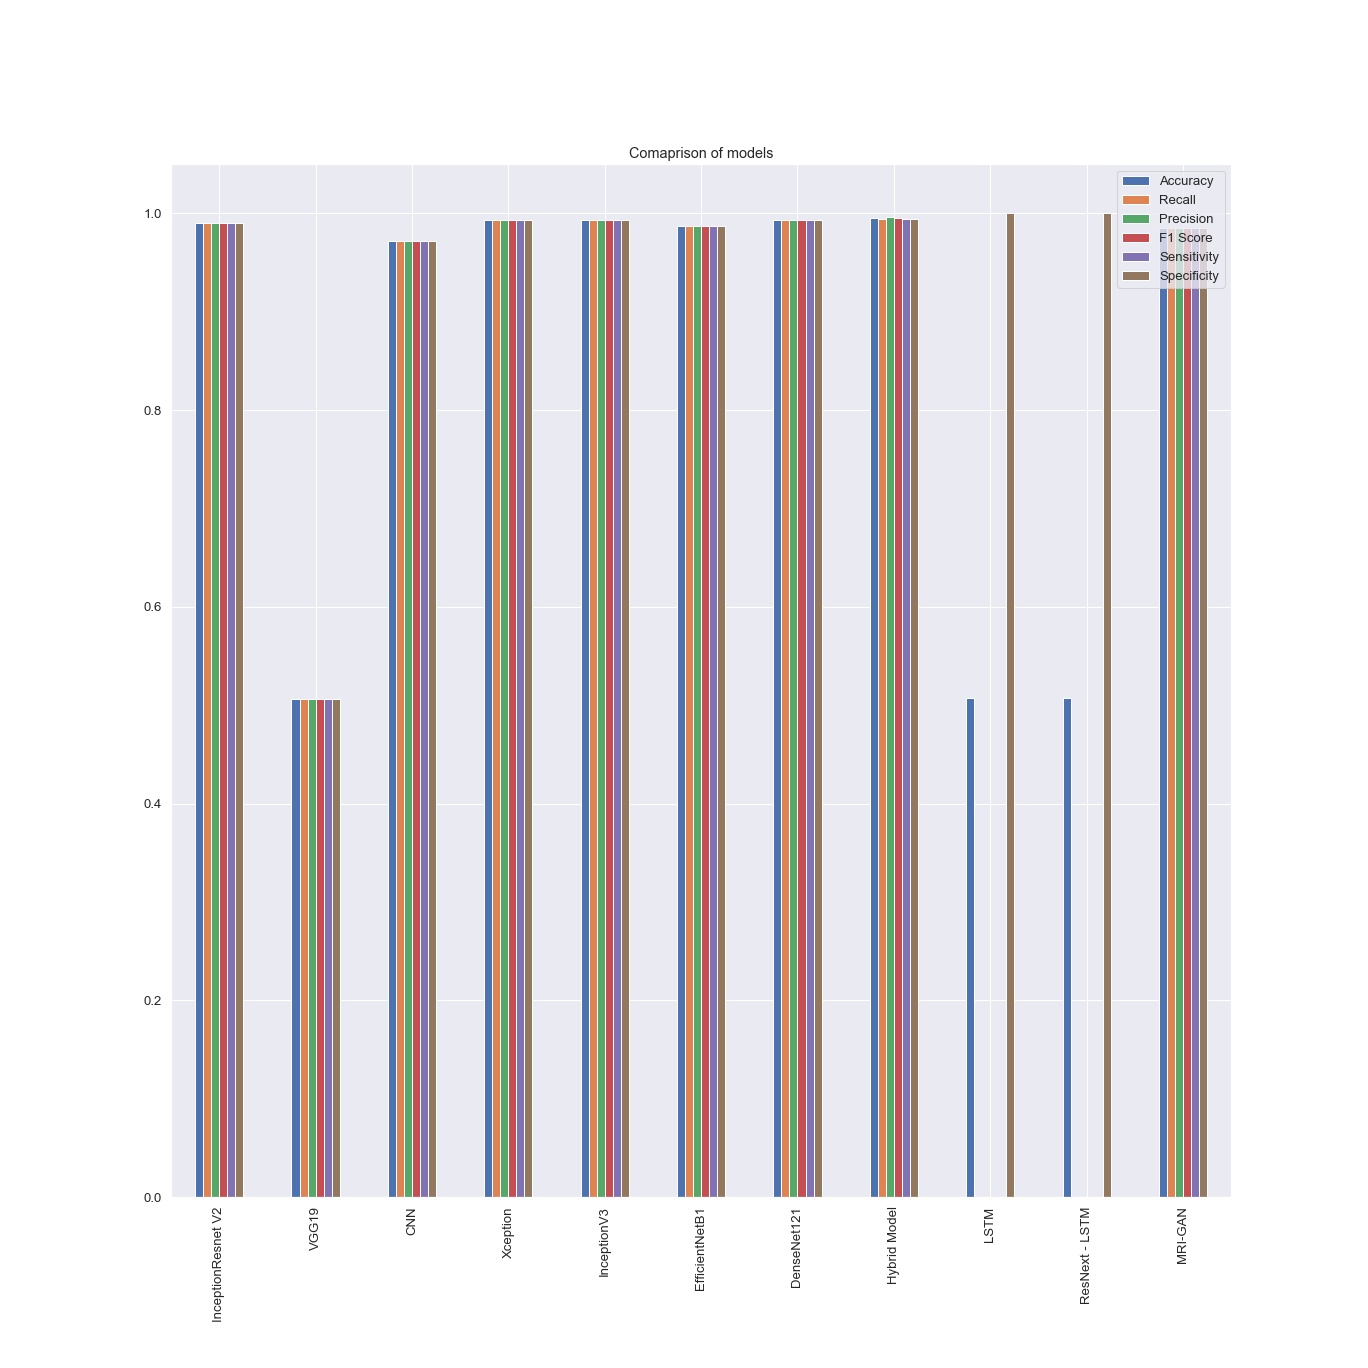 Comaprison of models
1.0
0.8
0.6
0.4
0.2
0.0
Accuracy
Recall
Precision
F1 Score
Sensitivity
Specificity
InceptionResnet V2
VGG19
CNN
Xception
InceptionV3
EfficientNetB1
DenseNet121
Hybrid Model
LSTM
ResNext - LSTM
MRI-GAN